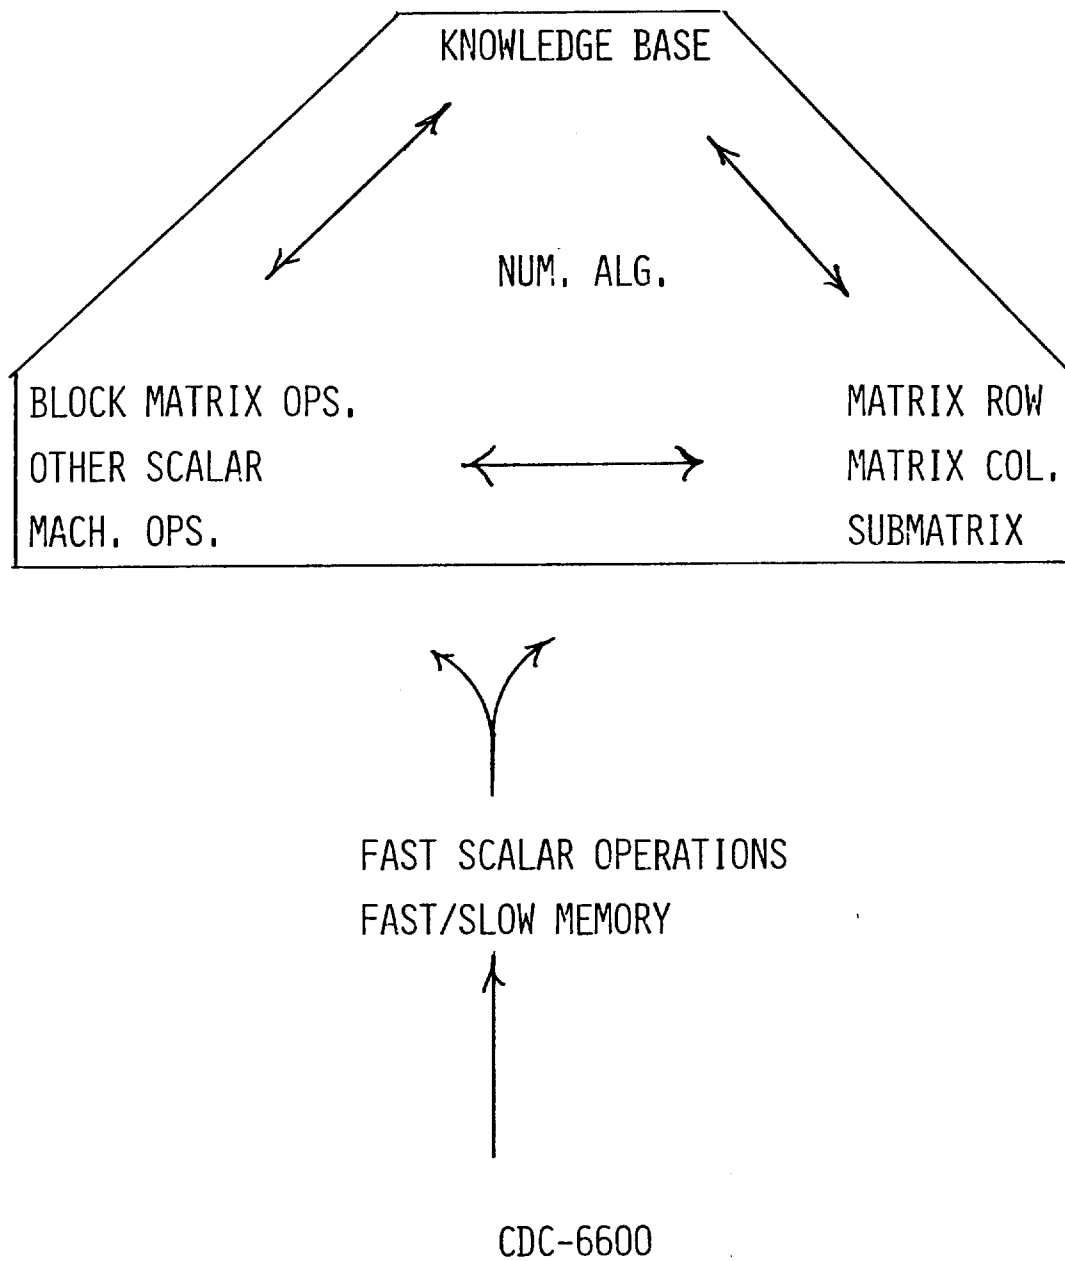 KNOWLEDGE BASE
NUM. ALG.
BLOCK MATRIX OPS.
OTHER SCALAR
MACH. OPS.
MATRIX ROW
MATRIX COL.
SUBMATRIX
FAST SCALAR OPERATIONS
FAST/SLOW MEMORY
CDC-6600